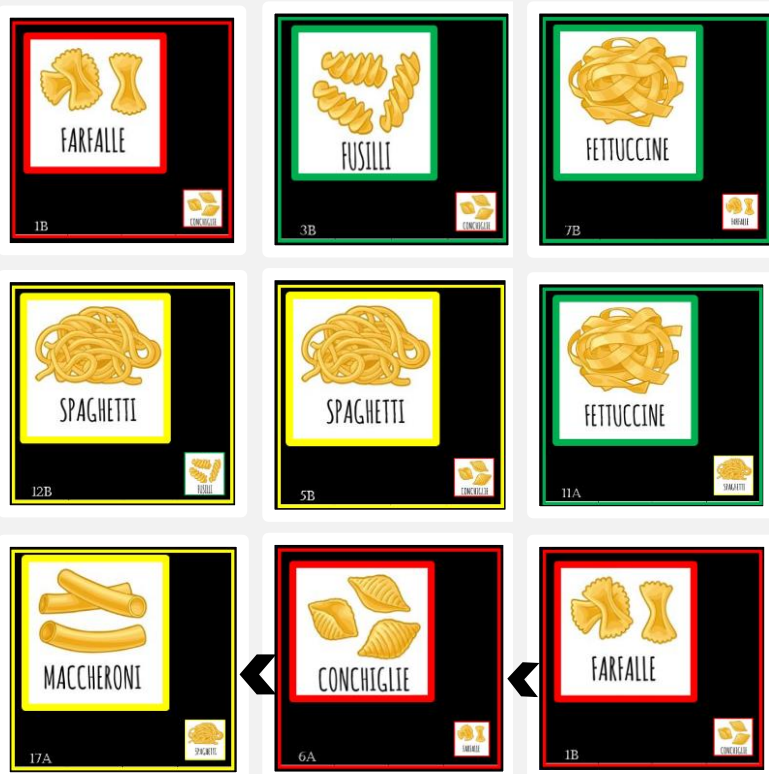 FARFALLE
1B
CONCHIGLIE
FUSILLI
3B
CONCHIGLIE
FETTUCCINE
7B
FARFALLE
SPAGHETTI
12B
FUSILLI
SPAGHETTI
5B
CONCHIGLIE
FETTUCCINE
11A
SPAGHETTI
MACCHERONI
17A
SPAGHETTI
CONCHIGLIE
6A
FARFALLE
FARFALLE
1B
CONCHIGLIE